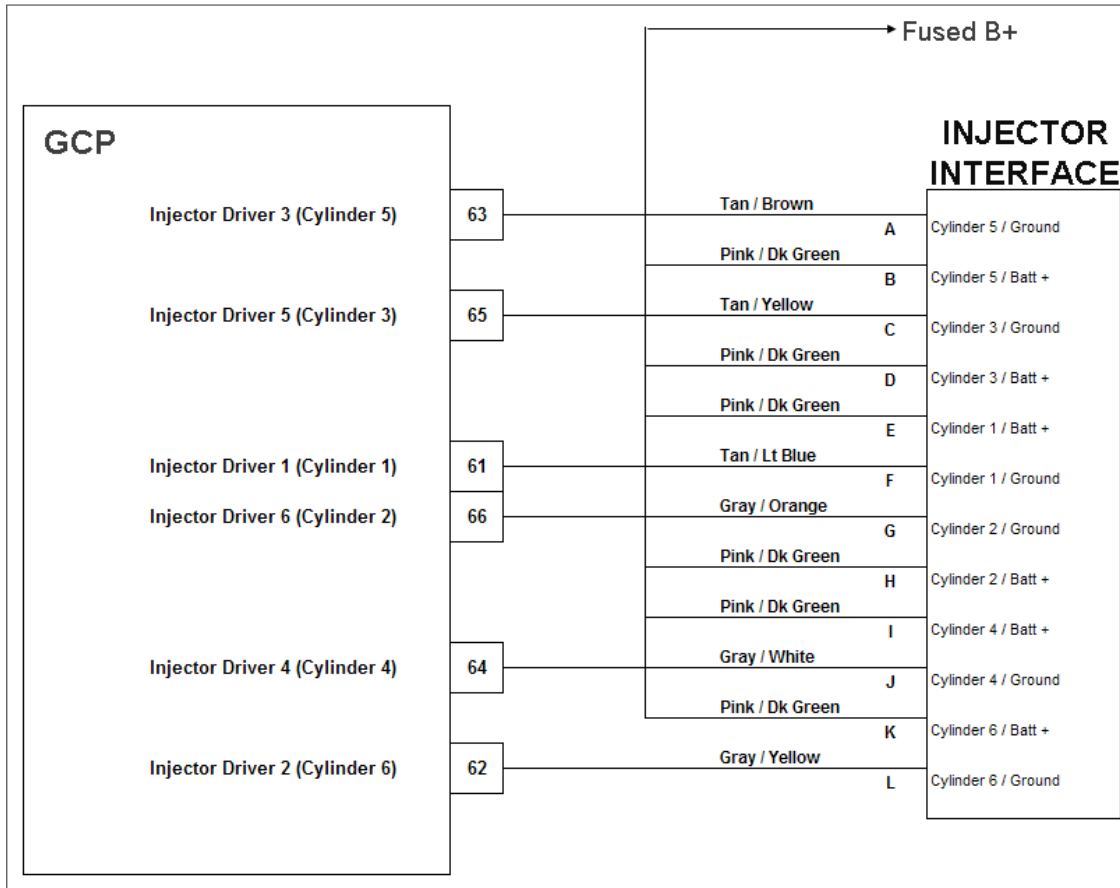 Fused B+
GCP
INJECTOR
INTERFACE
Injector Driver 3 (Cylinder 5)
63
Tan / Brown
A
Cylinder 5 / Ground
Pink / Dk Green
B
Cylinder 5 / Batt +
Injector Driver 5 (Cylinder 3)
65
Tan / Yellow
C
Cylinder 3 / Ground
Pink / Dk Green
D
Cylinder 3 / Batt +
Pink / Dk Green
E
Cylinder 1 / Batt +
Injector Driver 1 (Cylinder 1)
61
Tan / Lt Blue
F
Cylinder 1 / Ground
Injector Driver 6 (Cylinder 2)
66
Gray / Orange
G
Cylinder 2 / Ground
Pink / Dk Green
H
Cylinder 2 / Batt +
Pink / Dk Green
I
Cylinder 4 / Batt +
Injector Driver 4 (Cylinder 4)
64
Gray / White
J
Cylinder 4 / Ground
Pink / Dk Green
K
Cylinder 6 / Batt +
Injector Driver 2 (Cylinder 6)
62
Gray / Yellow
L
Cylinder 6 / Ground